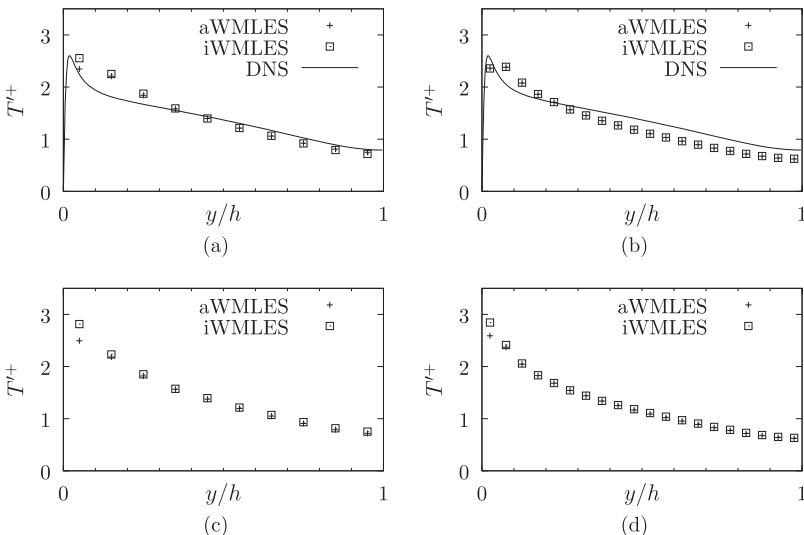 3
2
1
0
T'+
aWMLES
iWMLES
DNS
0
y/h
1
(a)
3
2
1
0
T'+
aWMLES
iWMLES
DNS
0
y/h
1
(b)
3
2
1
0
T'+
aWMLES
iWMLES
0
y/h
1
(c)
3
2
1
0
T'+
aWMLES
iWMLES
0
y/h
1
(d)